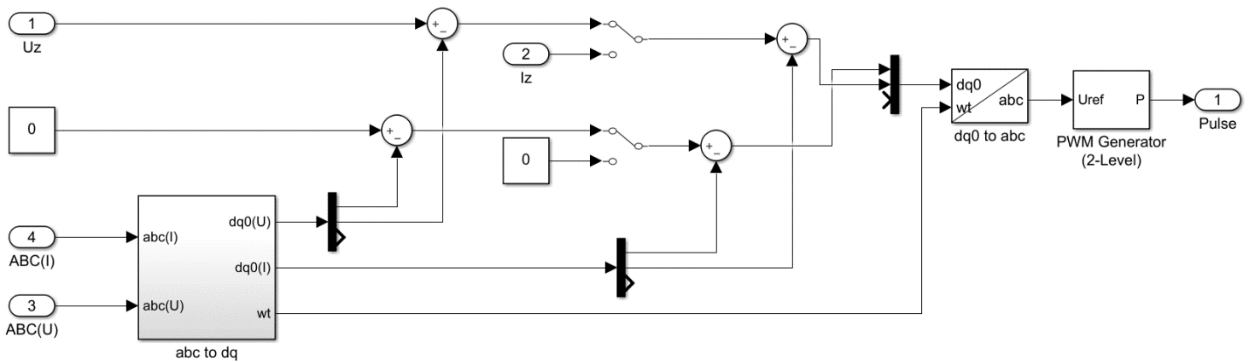 1
Uz
+
−
2
Iz
+
−
0
+
−
0
+
−
dq0
wt
abc
dq0 to abc
Uref
P
PWM Generator
(2-Level)
1
Pulse
4
ABC(I)
3
ABC(U)
abc(I)
abc(U)
dq0(U)
dq0(I)
wt
abc to dq